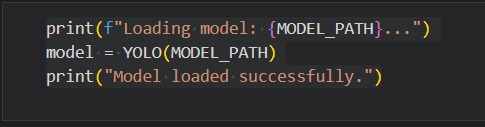 print(f"Loading model: {MODEL_PATH}...")
model = YOLO(MODEL_PATH)
print("Model loaded successfully.")